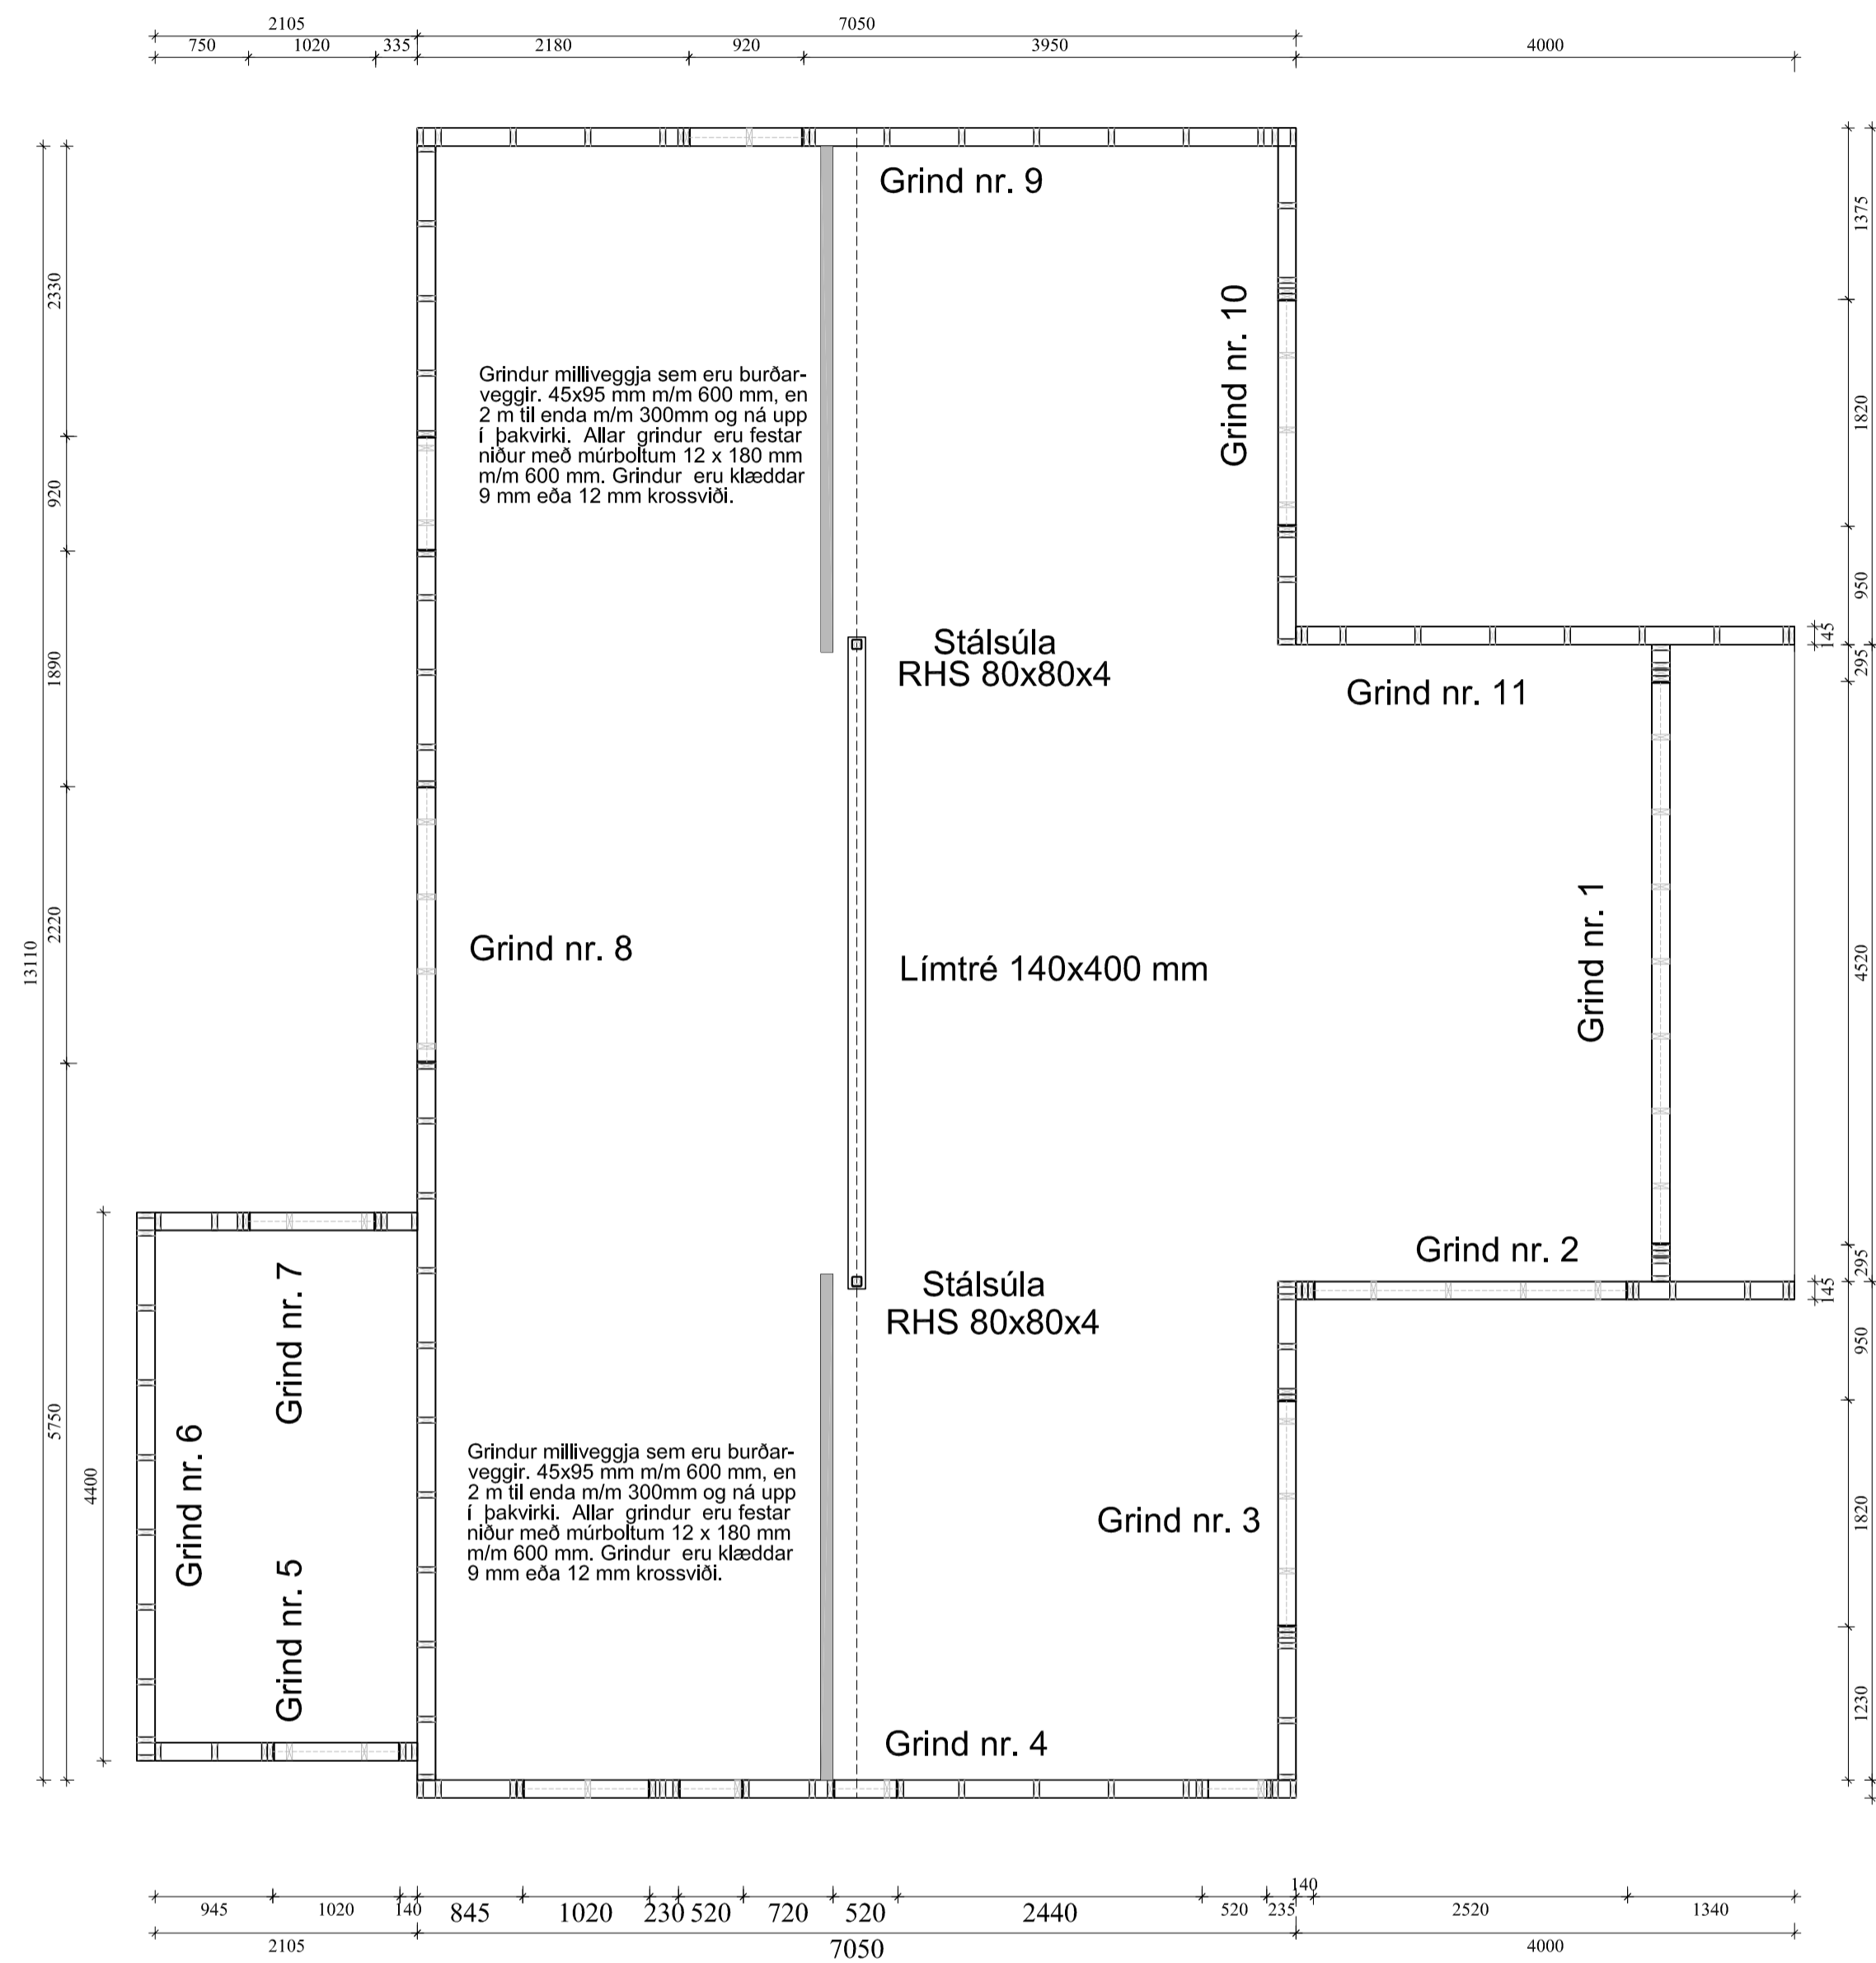 2105
7050
750
1020
335
2180
920
3950
4000
Grind nr. 9
1375
2330
Grind nr. 10
Grindur milliveggja sem eru burðar-
veggir. 45x95 mm m/m 600 mm, en
2 m til enda m/m 300mm og ná upp
í þakvirki. Allar grindur eru festar
niður með múrboltum 12 x 180 mm
m/m 600 mm. Grindur eru klæddar
9 mm eða 12 mm krossviði.
1820
920
950
Stálsúla
RHS 80x80x4
145
295
1890
Grind nr. 11
Grind nr. 1
13110
2220
Grind nr. 8
Límtré 140x400 mm
4520
Grind nr. 2
295
145
Stálsúla
RHS 80x80x4
Grind nr. 7
950
5750
4400
Grind nr. 6
Grindur milliveggja sem eru burðar-
veggir. 45x95 mm m/m 600 mm, en
2 m til enda m/m 300mm og ná upp
í þakvirki. Allar grindur eru festar
niður með múrboltum 12 x 180 mm
m/m 600 mm. Grindur eru klæddar
9 mm eða 12 mm krossviði.
Grind nr. 3
1820
Grind nr. 5
1230
Grind nr. 4
140
945
1020
140
845
1020
230
520
720
520
2440
520
235
2520
1340
2105
7050
4000